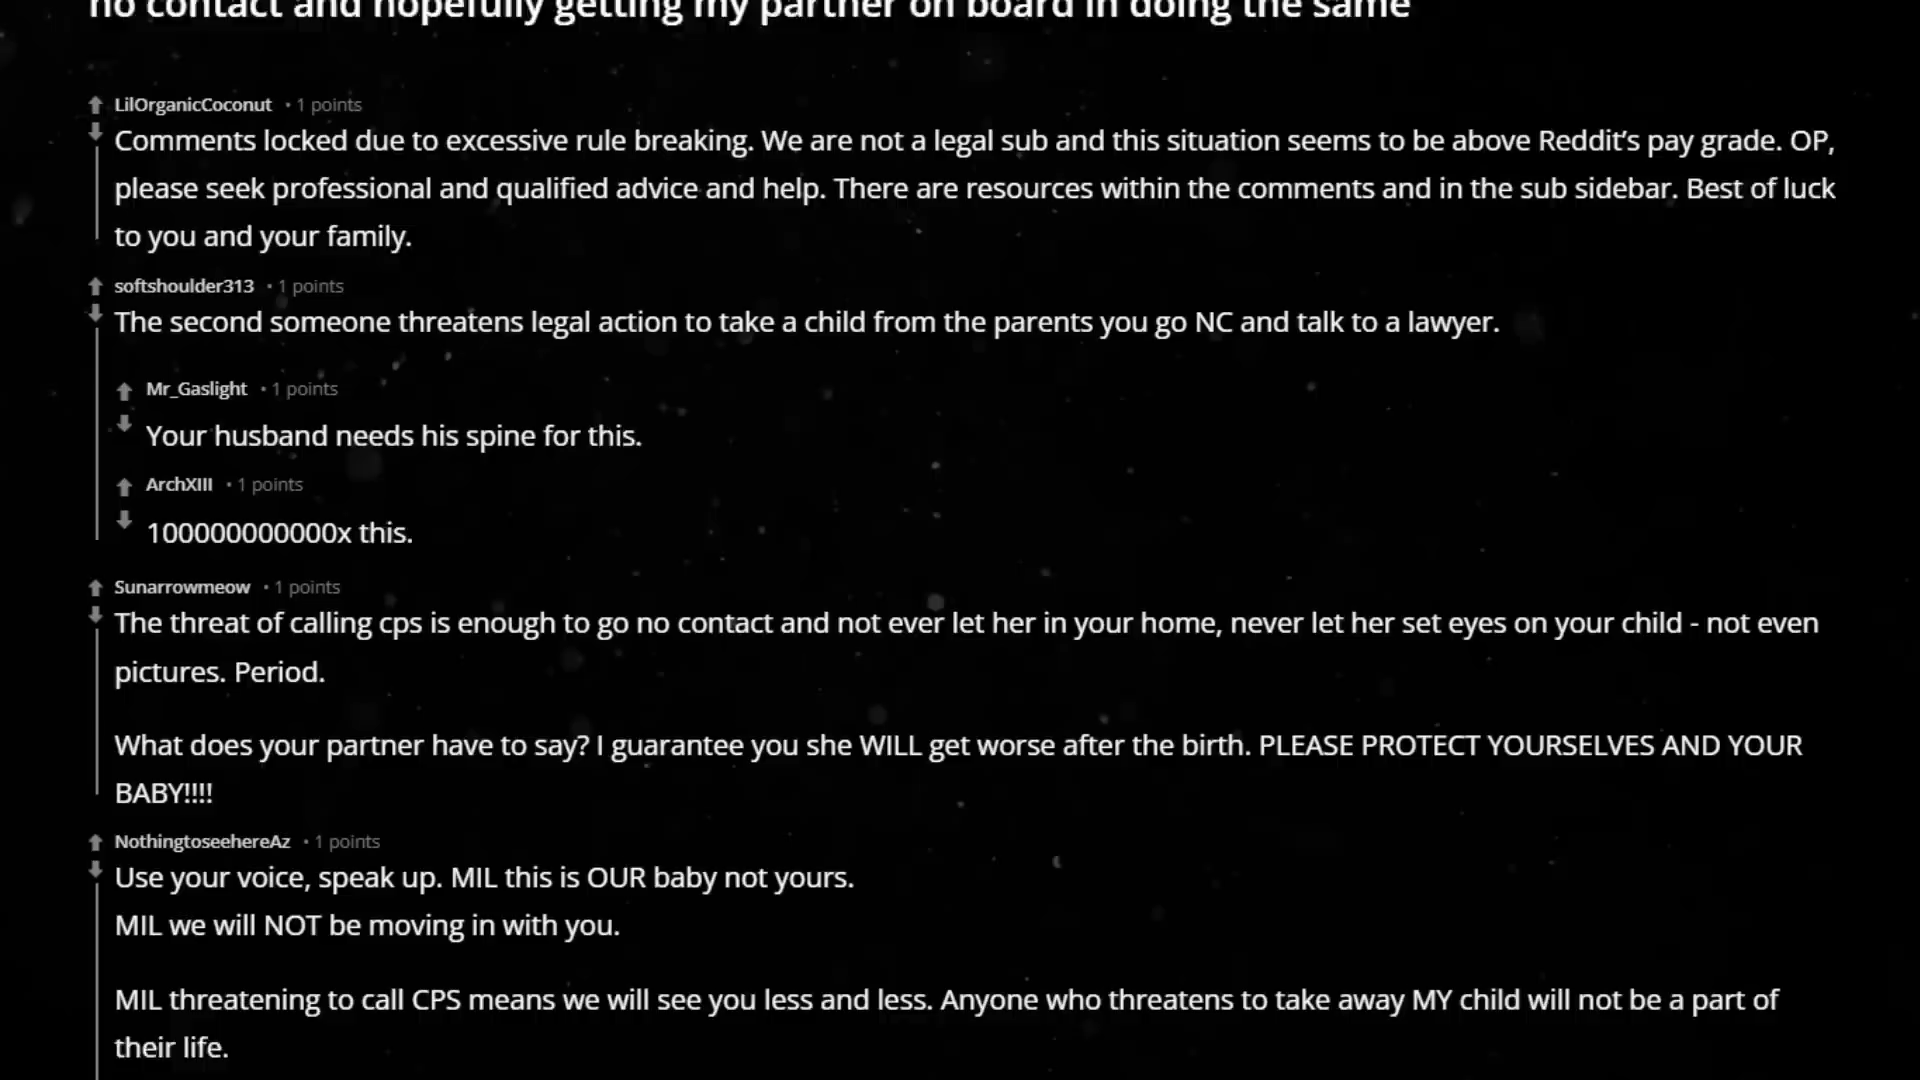 no contact and hopefully getting my partner on board in doing the same
LilOrganicCoconut • 1 points
Comments locked due to excessive rule breaking. We are not a legal sub and this situation seems to be above Reddit’s pay grade. OP,
please seek professional and qualified advice and help. There are resources within the comments and in the sub sidebar. Best of luck
to you and your family.
softshoulder313 • 1 points
The second someone threatens legal action to take a child from the parents you go NC and talk to a lawyer.
Mr_Gaslight • 1 points
Your husband needs his spine for this.
ArchXIII • 1 points
100000000000x this.
Sunarrowmeow • 1 points
The threat of calling cps is enough to go no contact and not ever let her in your home, never let her set eyes on your child - not even
pictures. Period.
What does your partner have to say? I guarantee you she WILL get worse after the birth. PLEASE PROTECT YOURSELVES AND YOUR
BABY!!!!
NothingtoseehereAz • 1 points
Use your voice, speak up. MIL this is OUR baby not yours.
MIL we will NOT be moving in with you.
MIL threatening to call CPS means we will see you less and less. Anyone who threatens to take away MY child will not be a part of
their life.